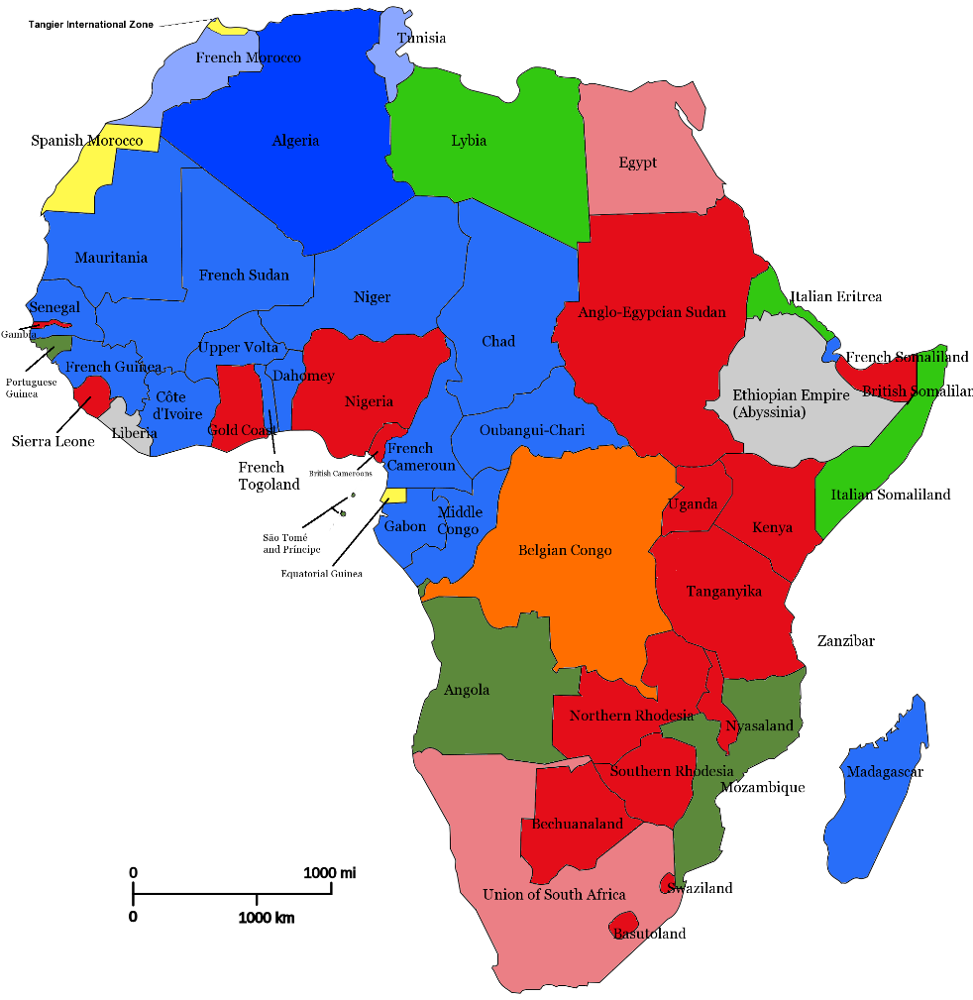 Tangier International Zone
Tunisia
French Morocco
Spanish Morocco
Algeria
Lybia
Egypt
Mauritania
French Sudan
Niger
Chad
Anglo-Egypcian Sudan
Italian Eritrea
Senegal
Gambia
Upper Volta
French Guinea
Portuguese
Guinea
Dahomey
Côte
d'Ivoire
Nigeria
French Somaliland
British Somaliland
Ethiopian Empire
(Abyssinia)
Sierra Leone
Liberia
Gold Coast
Oubangui-Chari
French
Cameroun
French
Togoland
British Cameroons
Italian Somaliland
Uganda
Kenya
Gabon
Middle
Congo
São Tomé
and Príncipe
Equatorial Guinea
Belgian Congo
Tanganyika
Zanzibar
Angola
Northern Rhodesia
Nyasaland
Southern Rhodesia
Mozambique
Madagascar
Bechuanaland
Union of South Africa
Swaziland
Basutoland
0 1000 mi
0 1000 km